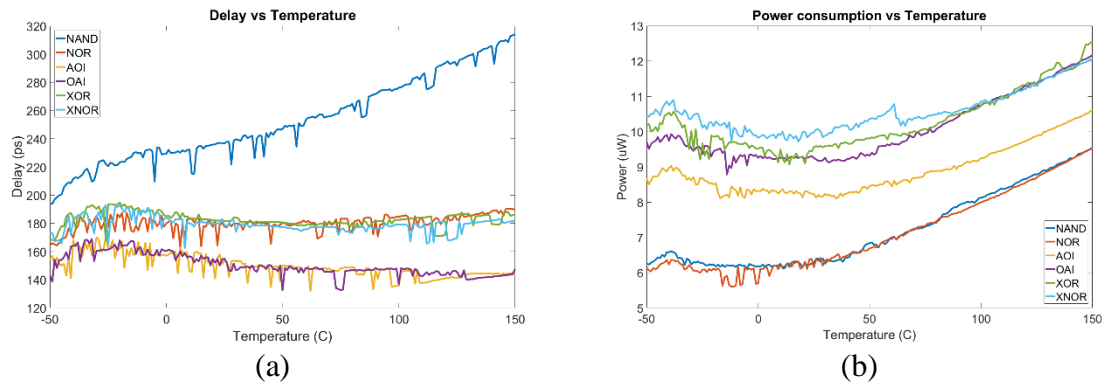 Delay vs Temperature
320
300
280
260
240
220
200
180
160
140
120
Delay (ps)
NAND
NOR
AOI
OAI
XOR
XNOR
-50
0
50
100
150
Temperature (C)
(a)
Power consumption vs Temperature
13
12
11
10
9
8
7
6
5
Power (uW)
NAND
NOR
AOI
OAI
XOR
XNOR
-50
0
50
100
150
Temperature (C)
(b)